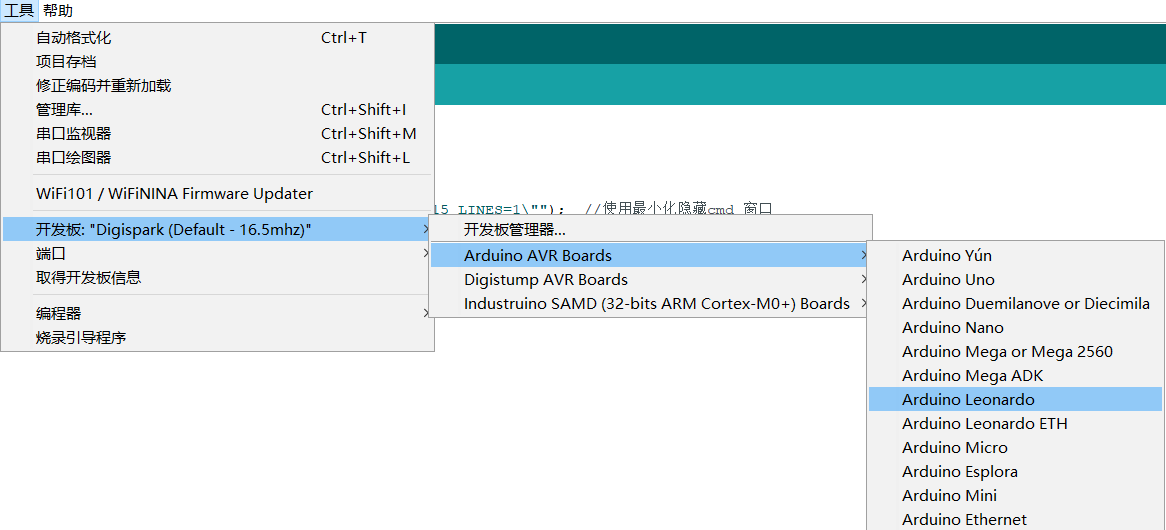 工具 帮助
自动格式化 Ctrl+T
项目存档
修正编码并重新加载
管理库... Ctrl+Shift+I
串口监视器 Ctrl+Shift+M
串口绘图器 Ctrl+Shift+L
WiFi101 / WiFiNINA Firmware Updater
15 LINES=1\""); //使用最小化隐藏cmd 窗口
开发板: "Digispark (Default - 16.5mhz)"
端口
取得开发板信息
编程器
烧录引导程序
开发板管理器...
Arduino AVR Boards
Digistump AVR Boards
Industruino SAMD (32-bits ARM Cortex-M0+) Boards
Arduino Yún
Arduino Uno
Arduino Duemilanove or Diecimila
Arduino Nano
Arduino Mega or Mega 2560
Arduino Mega ADK
Arduino Leonardo
Arduino Leonardo ETH
Arduino Micro
Arduino Esplora
Arduino Mini
Arduino Ethernet